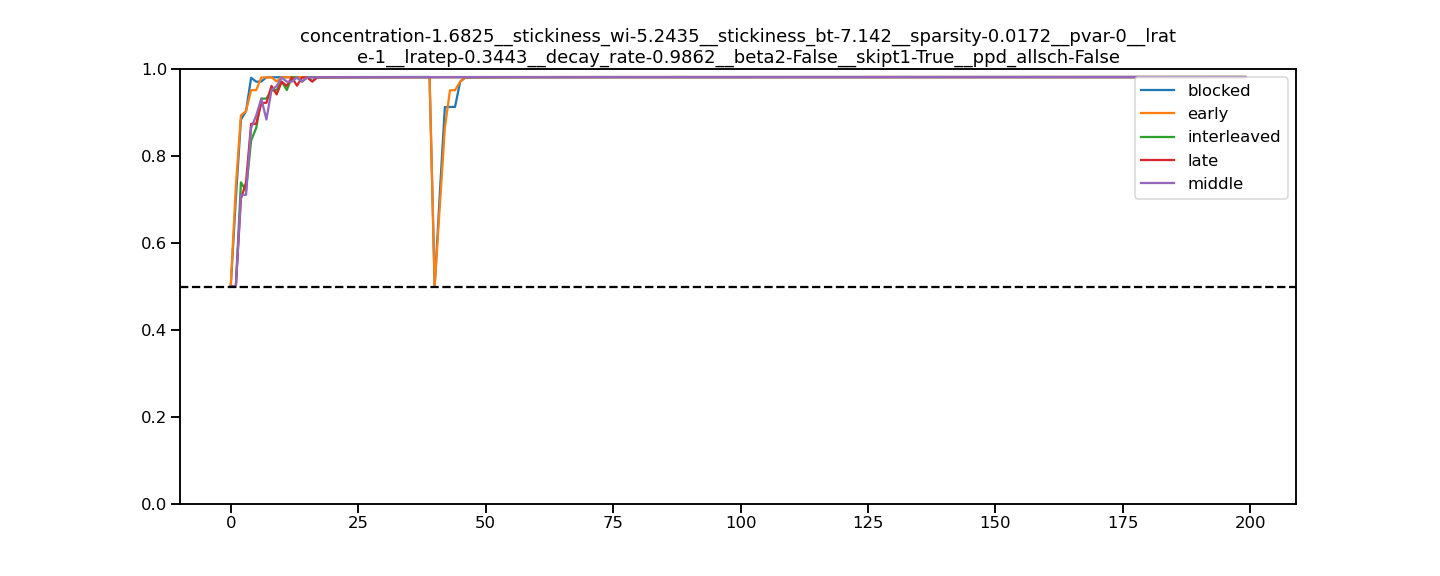 concentration-1.6825__stickiness_wi-5.2435__stickiness_bt-7.142__sparsity-0.0172__pvar-0__lrat
e-1__lratep-0.3443__decay_rate-0.9862__beta2-False__skipt1-True__ppd_allsch-False
1.0
0.8
0.6
0.4
0.2
0.0
blocked
early
interleaved
late
middle
0
25
50
75
100
125
150
175
200